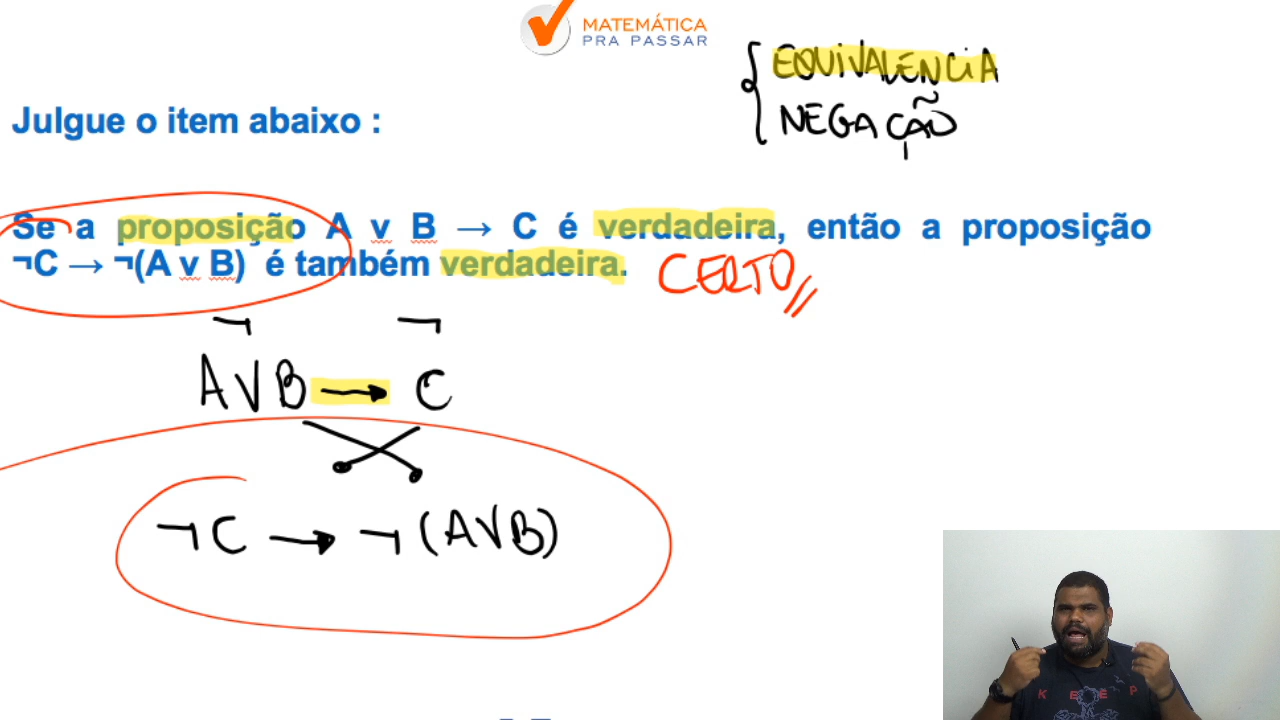 MATEMÁTICA
PRA PASSAR
EQUIVALENCIA
NEGAÇÃO
Julgue o item abaixo :
Se a proposição A v B → C é verdadeira, então a proposição
¬C → ¬(A v B) é também verdadeira. CERTO
¬ ¬
A V B → C
¬ C → ¬ (A V B)
K E E P